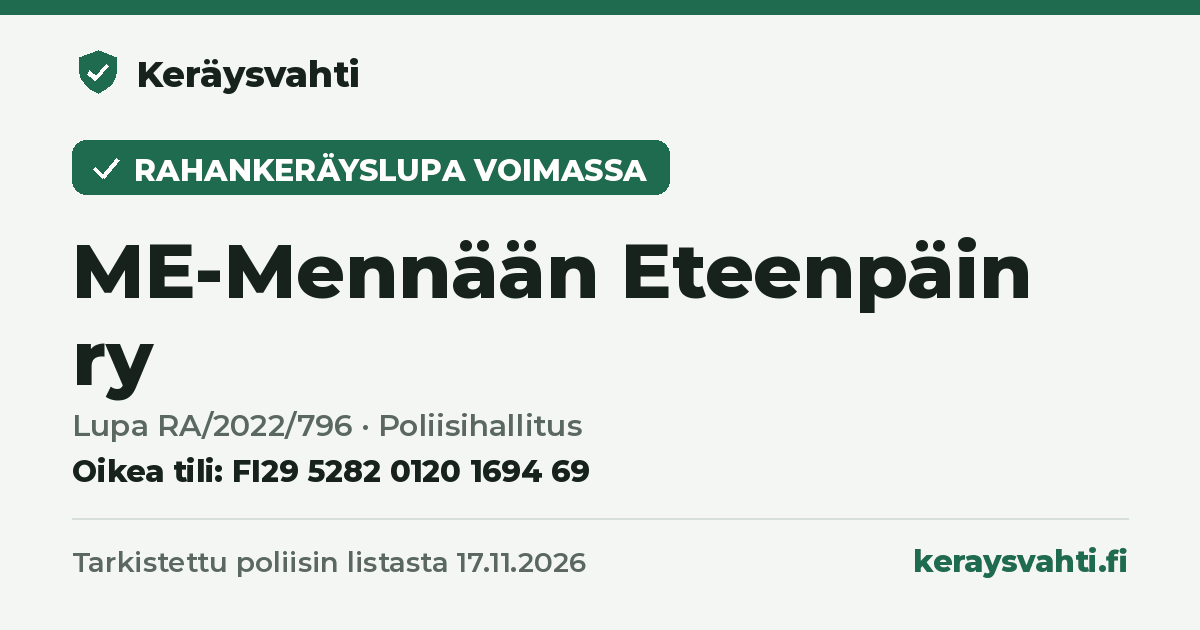 Keräysvahti
RAHANKERÄYSLUPA VOIMASSA
ME-Mennään Eteenpäin
ry
Lupa RA/2022/796 · Poliisihallitus
Oikea tili: FI29 5282 0120 1694 69
Tarkistettu poliisin listasta 17.11.2026
keraysvahti.fi